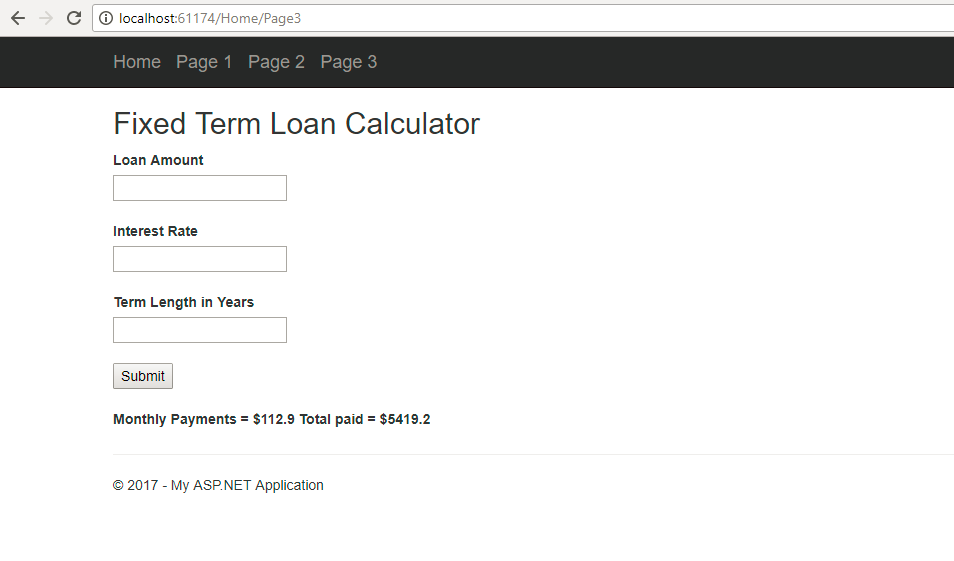 localhost:61174/Home/Page3
Home Page 1 Page 2 Page 3
Fixed Term Loan Calculator
Loan Amount
Interest Rate
Term Length in Years
Submit
Monthly Payments = $112.9 Total paid = $5419.2
© 2017 - My ASP.NET Application